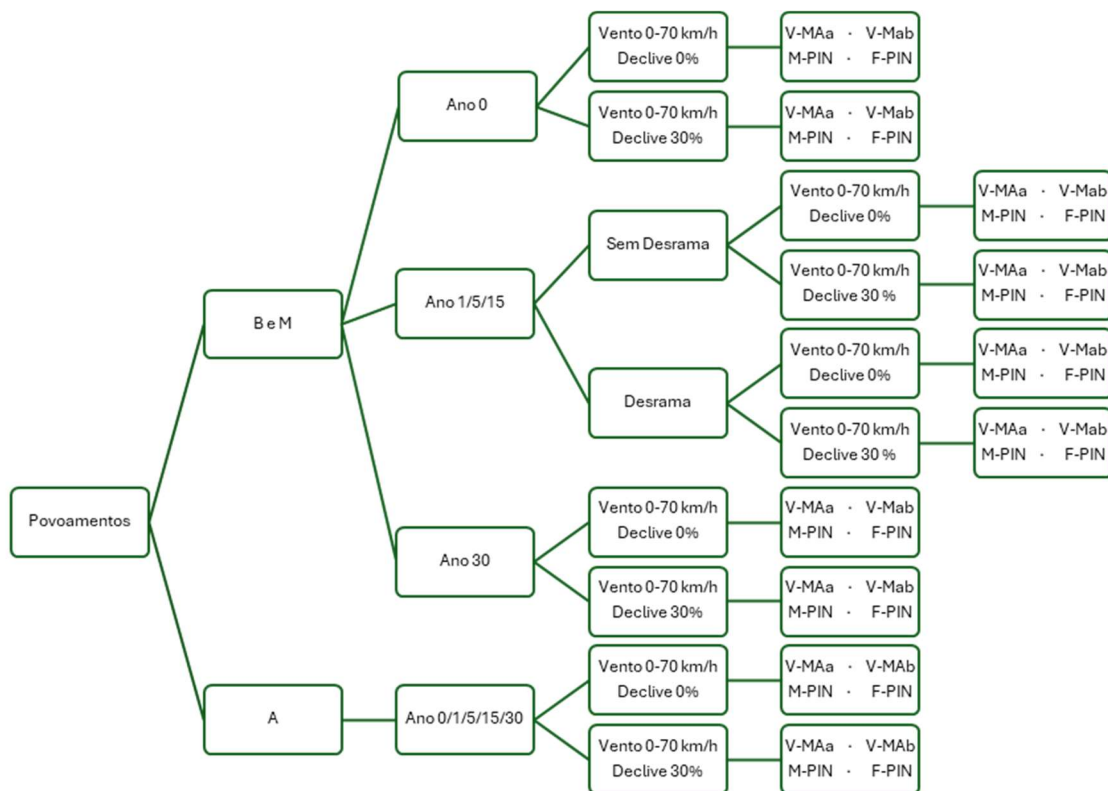 Povoamentos
B e M
Ano 0
Vento 0-70 km/h
Declive 0%
V-MAa · V-Mab
M-PIN · F-PIN
Vento 0-70 km/h
Declive 30%
V-MAa · V-Mab
M-PIN · F-PIN
Ano 1/5/15
Sem Desrama
Vento 0-70 km/h
Declive 0%
V-MAa · V-Mab
M-PIN · F-PIN
Vento 0-70 km/h
Declive 30 %
V-MAa · V-Mab
M-PIN · F-PIN
Desrama
Vento 0-70 km/h
Declive 0%
V-MAa · V-Mab
M-PIN · F-PIN
Vento 0-70 km/h
Declive 30 %
V-MAa · V-Mab
M-PIN · F-PIN
Ano 30
Vento 0-70 km/h
Declive 0%
V-MAa · V-Mab
M-PIN · F-PIN
Vento 0-70 km/h
Declive 30%
V-MAa · V-Mab
M-PIN · F-PIN
A
Ano 0/1/5/15/30
Vento 0-70 km/h
Declive 0%
V-MAa · V-MAb
M-PIN · F-PIN
Vento 0-70 km/h
Declive 30%
V-MAa · V-MAb
M-PIN · F-PIN